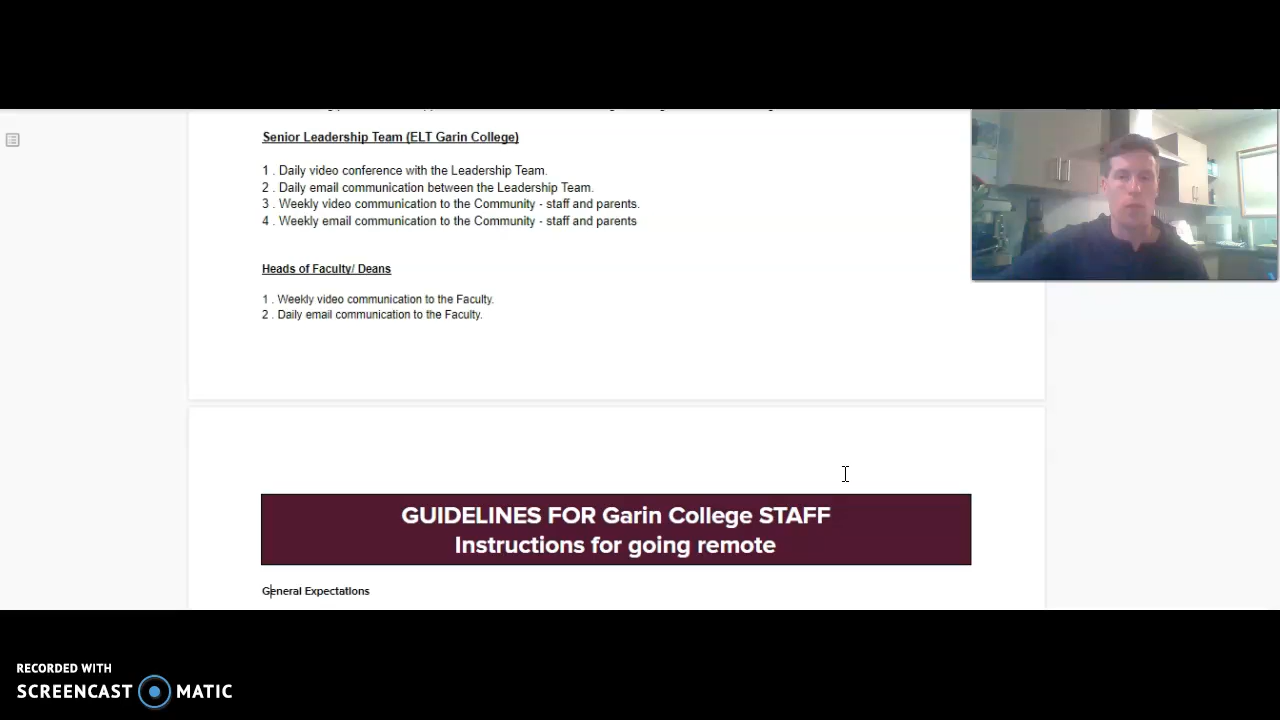 Senior Leadership Team (ELT Garin College)
1 . Daily video conference with the Leadership Team.
2 . Daily email communication between the Leadership Team.
3 . Weekly video communication to the Community - staff and parents.
4 . Weekly email communication to the Community - staff and parents
Heads of Faculty/ Deans
1 . Weekly video communication to the Faculty.
2 . Daily email communication to the Faculty.
GUIDELINES FOR Garin College STAFF
Instructions for going remote
General Expectations
RECORDED WITH
SCREENCAST MATIC